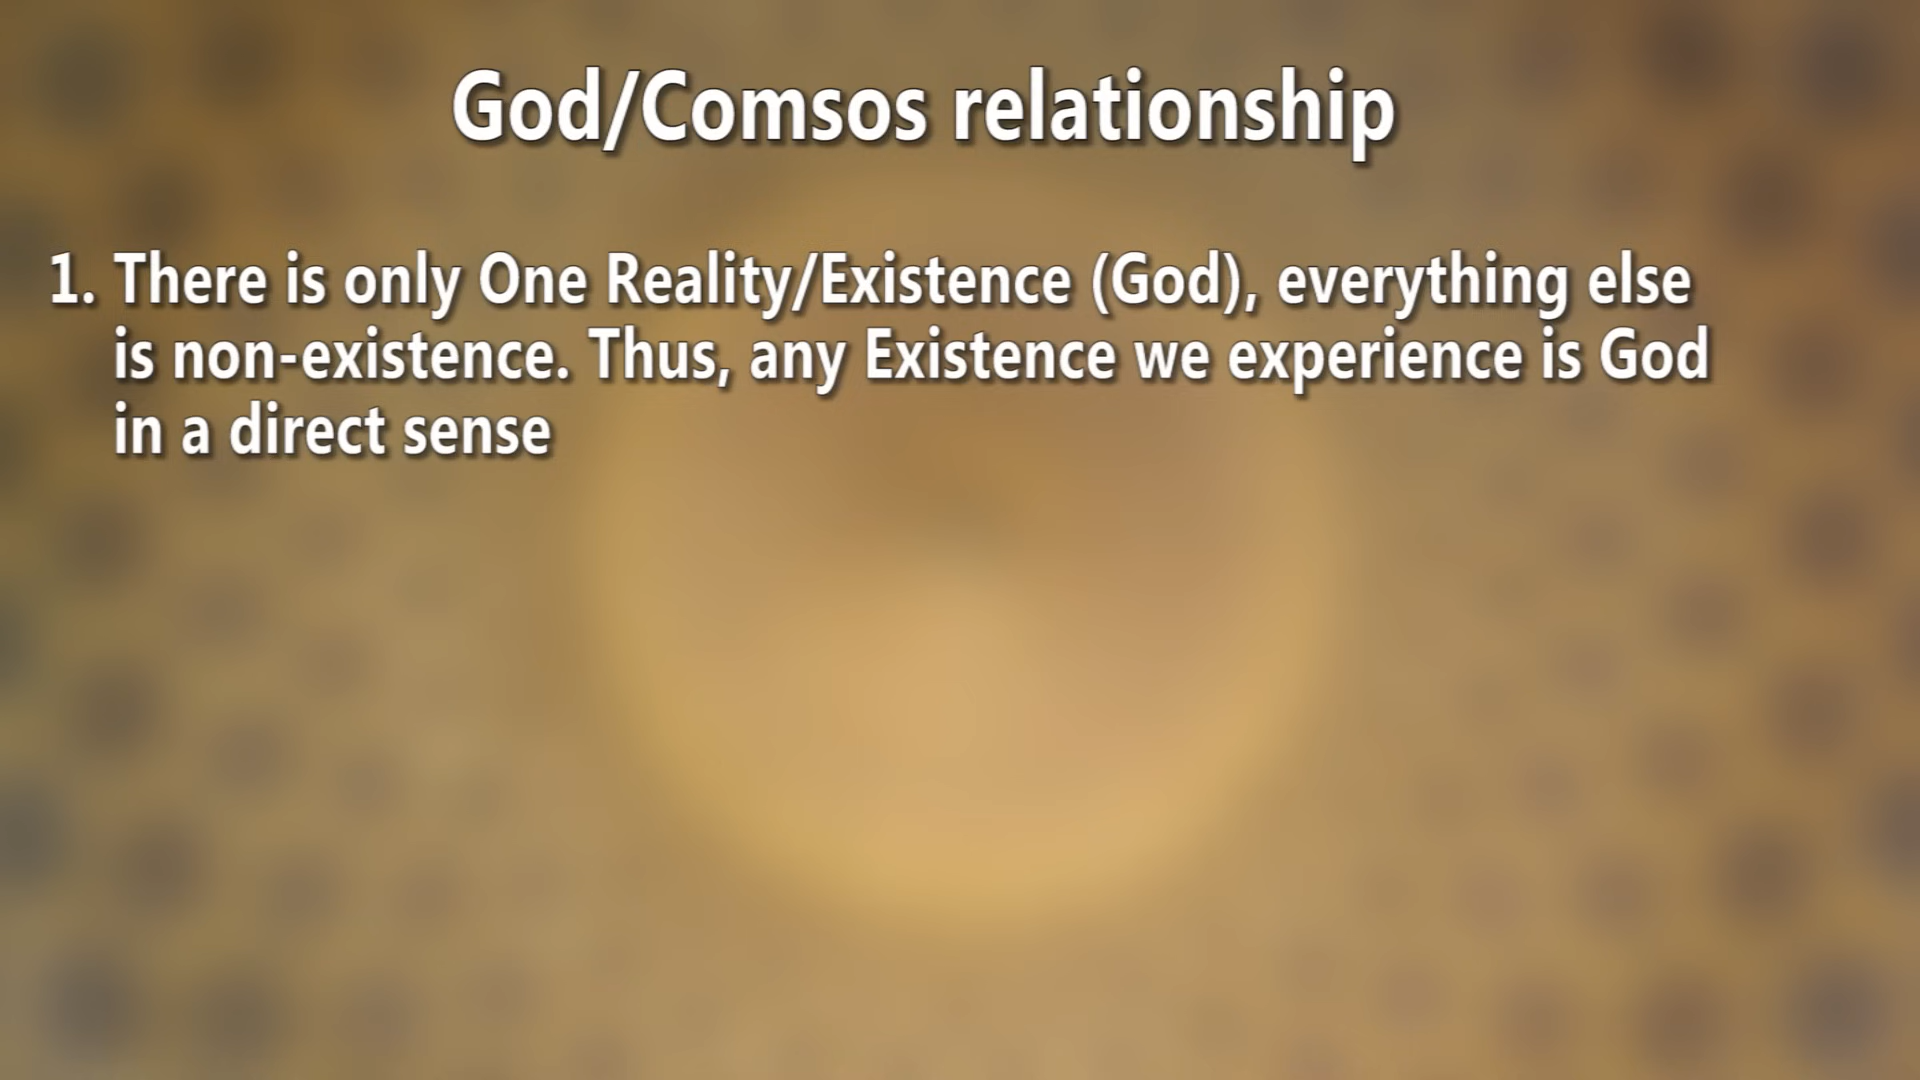 God/Comsos relationship
1. There is only One Reality/Existence (God), everything else
is non-existence. Thus, any Existence we experience is God
in a direct sense